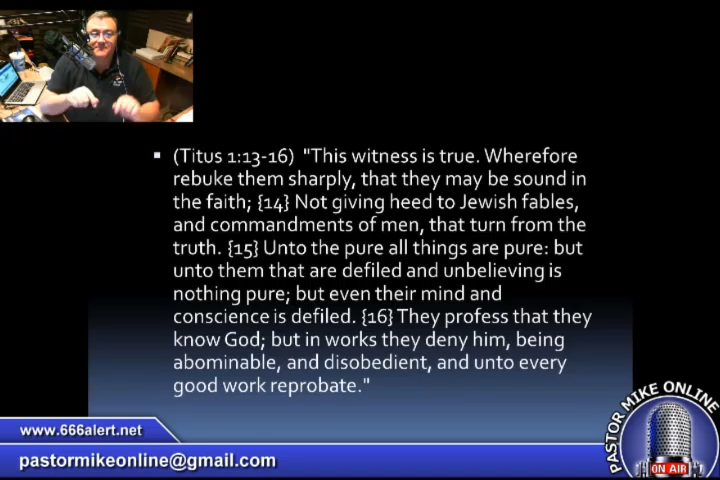 (Titus 1:13-16) "This witness is true. Wherefore
rebuke them sharply, that they may be sound in
the faith; {14} Not giving heed to Jewish fables,
and commandments of men, that turn from the
truth. {15} Unto the pure all things are pure: but
unto them that are defiled and unbelieving is
nothing pure; but even their mind and
conscience is defiled. {16} They profess that they
know God; but in works they deny him, being
abominable, and disobedient, and unto every
good work reprobate."
www.666alert.net
pastormikeonline@gmail.com
PASTOR MIKE ONLINE
ON AIR